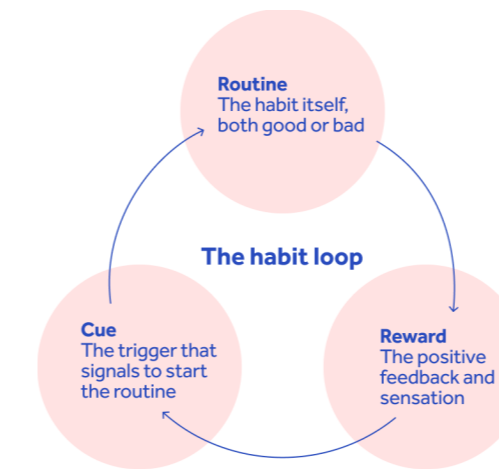 Routine
The habit itself,
both good or bad
The habit loop
Cue
The trigger that
signals to start
the routine
Reward
The positive
feedback and
sensation